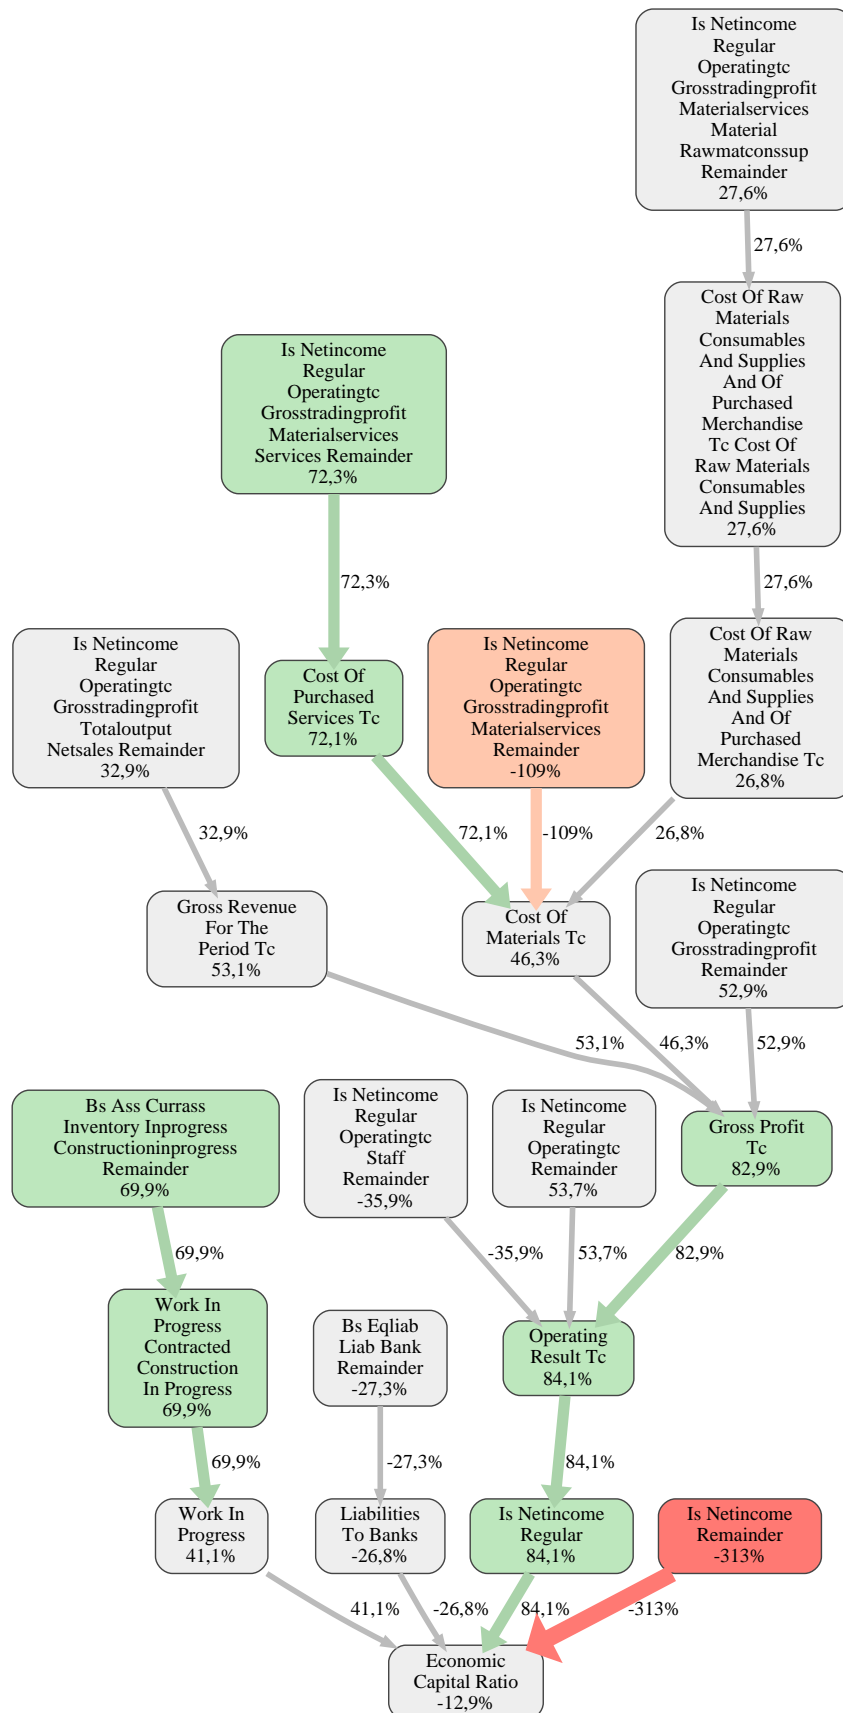 Is Netincome
Regular
Operatingtc
Grosstradingprofit
Materialservices
Material
Rawmatconssup
Remainder
27,6%
27,6%
Cost Of Raw
Materials
Consumables
And Supplies
And Of
Purchased
Merchandise
Tc Cost Of
Raw Materials
Consumables
And Supplies
27,6%
Is Netincome
Regular
Operatingtc
Grosstradingprofit
Materialservices
Services Remainder
72,3%
72,3%
27,6%
Is Netincome
Regular
Operatingtc
Grosstradingprofit
Totaloutput
Netsales Remainder
32,9%
Cost Of
Purchased
Services Tc
72,1%
Is Netincome
Regular
Operatingtc
Grosstradingprofit
Materialservices
Remainder
-109%
Cost Of Raw
Materials
Consumables
And Supplies
And Of
Purchased
Merchandise Tc
26,8%
32,9%
72,1%
-109%
26,8%
Gross Revenue
For The
Period Tc
53,1%
Cost Of
Materials Tc
46,3%
Is Netincome
Regular
Operatingtc
Grosstradingprofit
Remainder
52,9%
53,1%
46,3%
52,9%
Bs Ass Currass
Inventory Inprogress
Constructioninprogress
Remainder
69,9%
Is Netincome
Regular
Operatingtc
Staff
Remainder
-35,9%
Is Netincome
Regular
Operatingtc
Remainder
53,7%
Gross Profit
Tc
82,9%
69,9%
-35,9%
53,7%
82,9%
Work In
Progress
Contracted
Construction
In Progress
69,9%
Bs Eqliab
Liab Bank
Remainder
-27,3%
Operating
Result Tc
84,1%
69,9%
-27,3%
84,1%
Work In
Progress
41,1%
Liabilities
To Banks
-26,8%
Is Netincome
Regular
84,1%
Is Netincome
Remainder
-313%
41,1%
-26,8%
84,1%
-313%
Economic
Capital Ratio
-12,9%